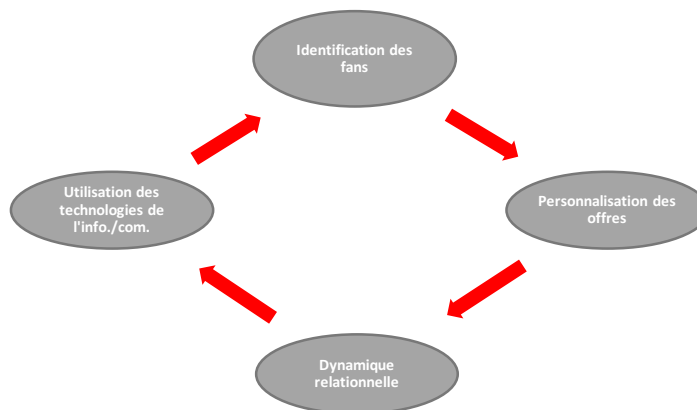 Identification des
fans
Utilisation des
technologies de
l'info./com.
Personnalisation des
offres
Dynamique
relationnelle